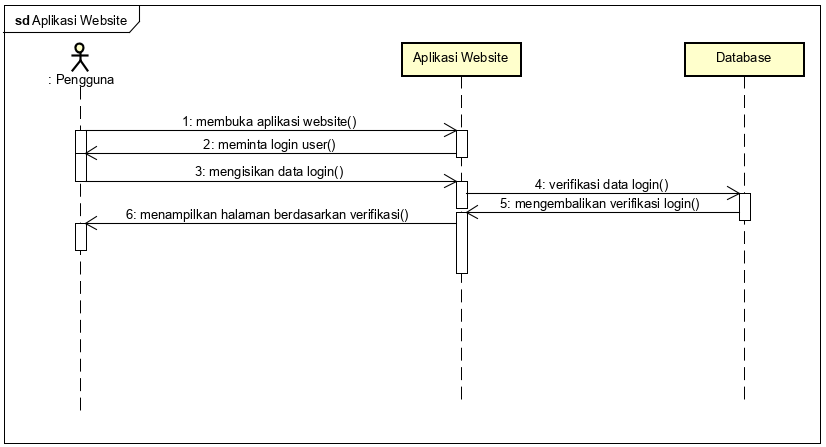 sd Aplikasi Website
: Pengguna
Aplikasi Website
Database
1: membuka aplikasi website()
2: meminta login user()
3: mengisikan data login()
4: verifikasi data login()
5: mengembalikan verifikasi login()
6: menampilkan halaman berdasarkan verifikasi()